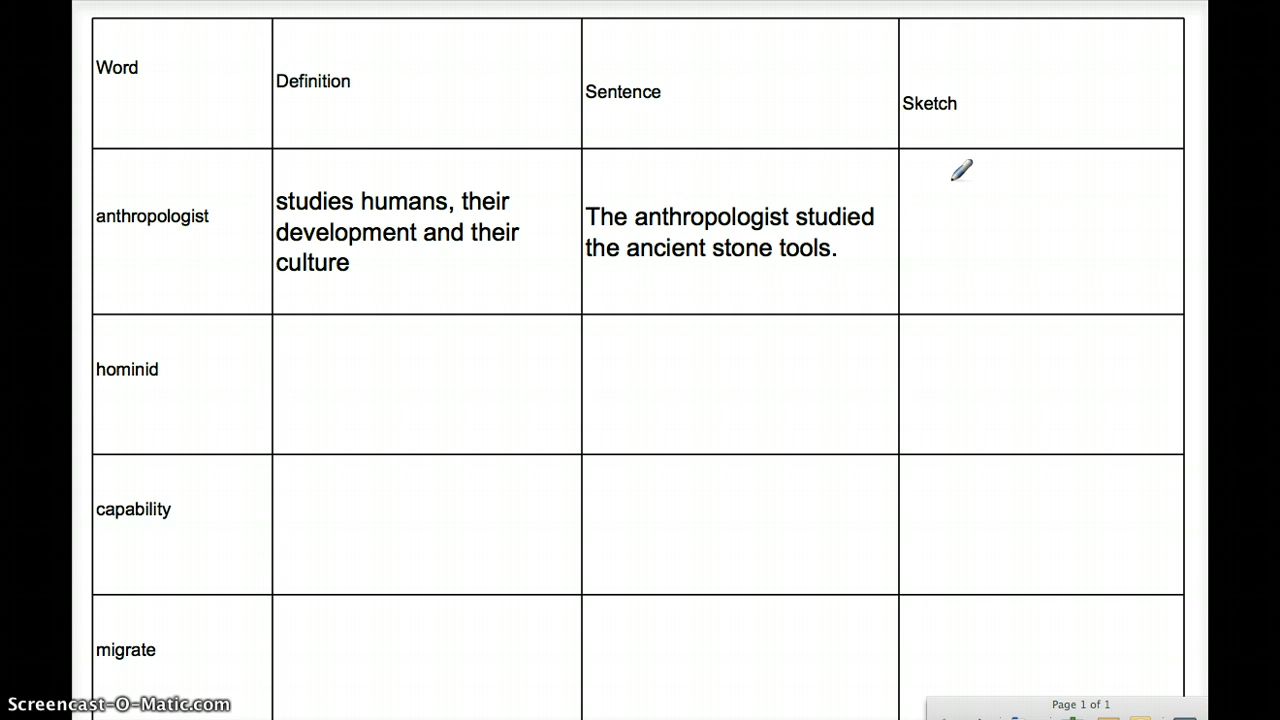 Word
Definition
Sentence
Sketch
anthropologist
studies humans, their
development and their
culture
The anthropologist studied
the ancient stone tools.
hominid
capability
migrate
Screencast-O-Matic.com
Page 1 of 1